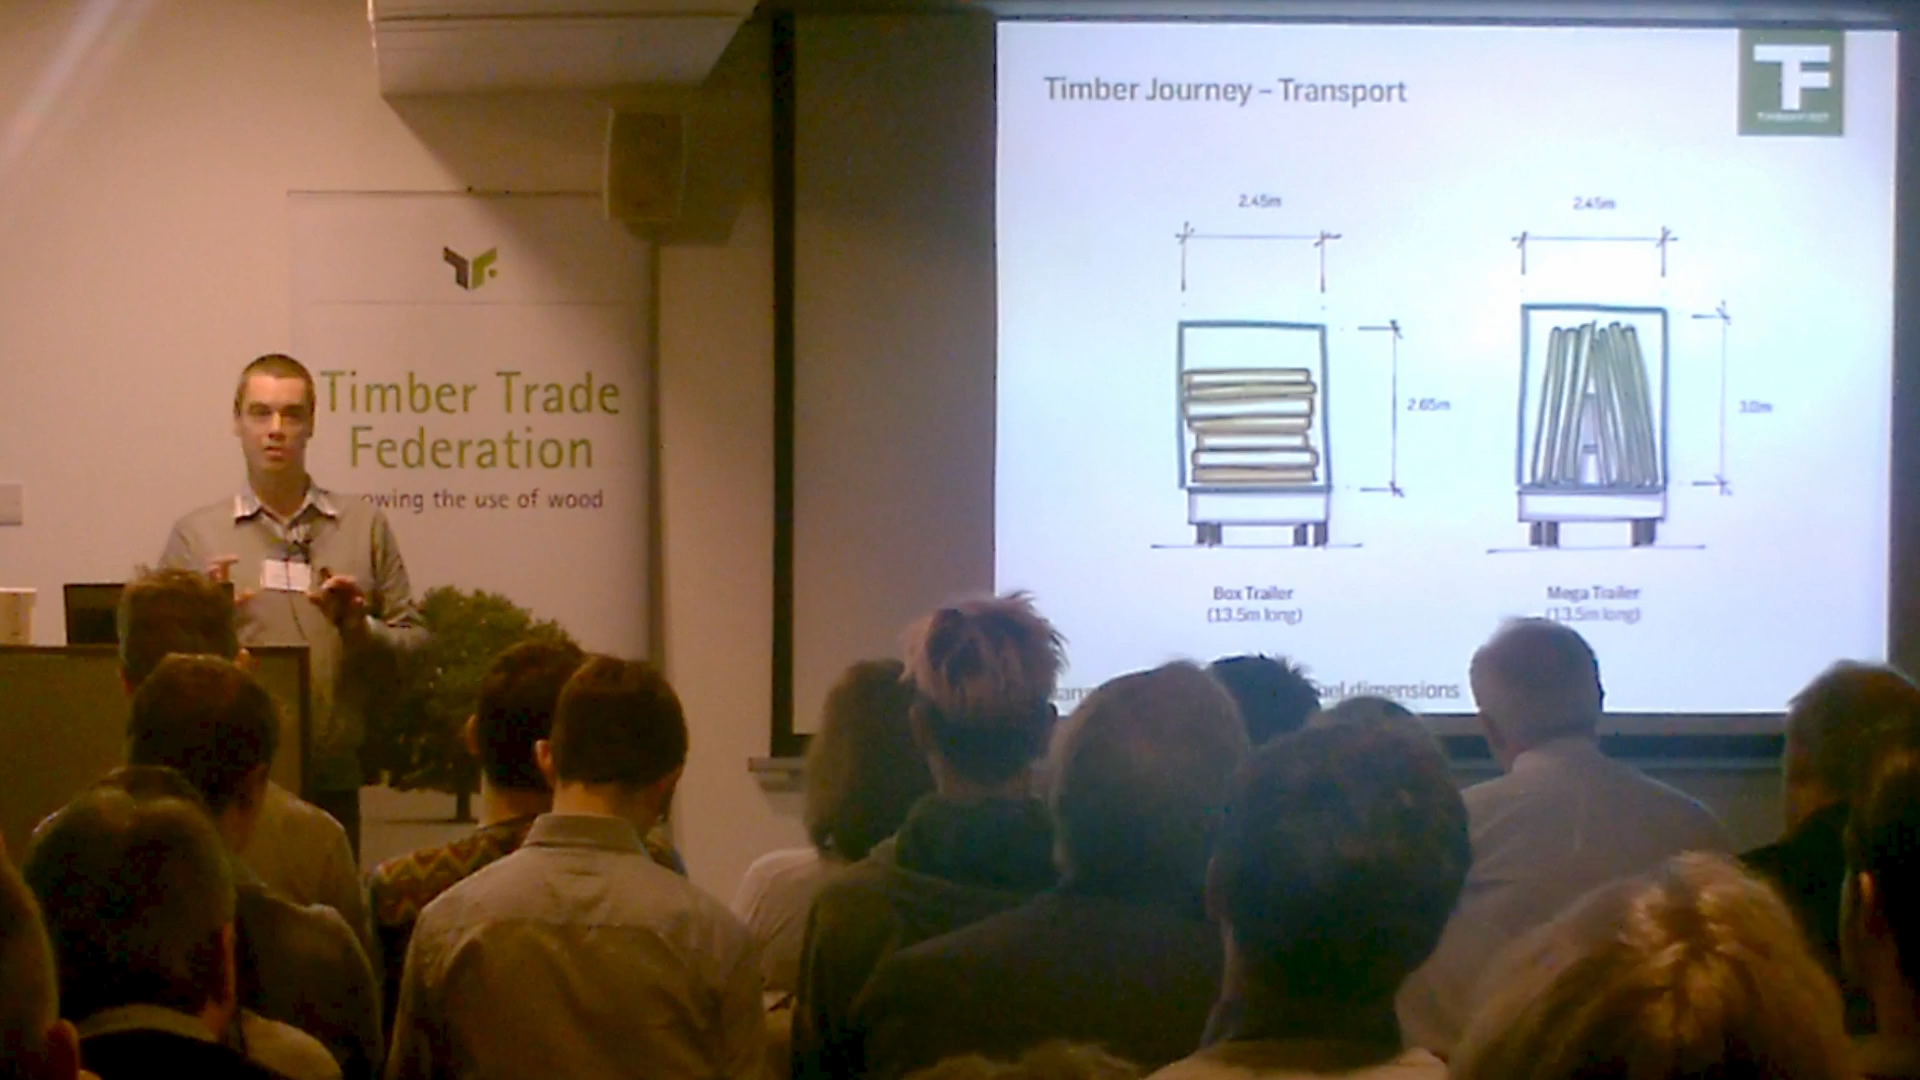 Timber Trade
Federation
owing the use of wood
Timber Journey – Transport
TF
2.45m
2.45m
2.65m
3.0m
Box Trailer
(13.5m long)
Mega Trailer
(13.5m long)
dimensions